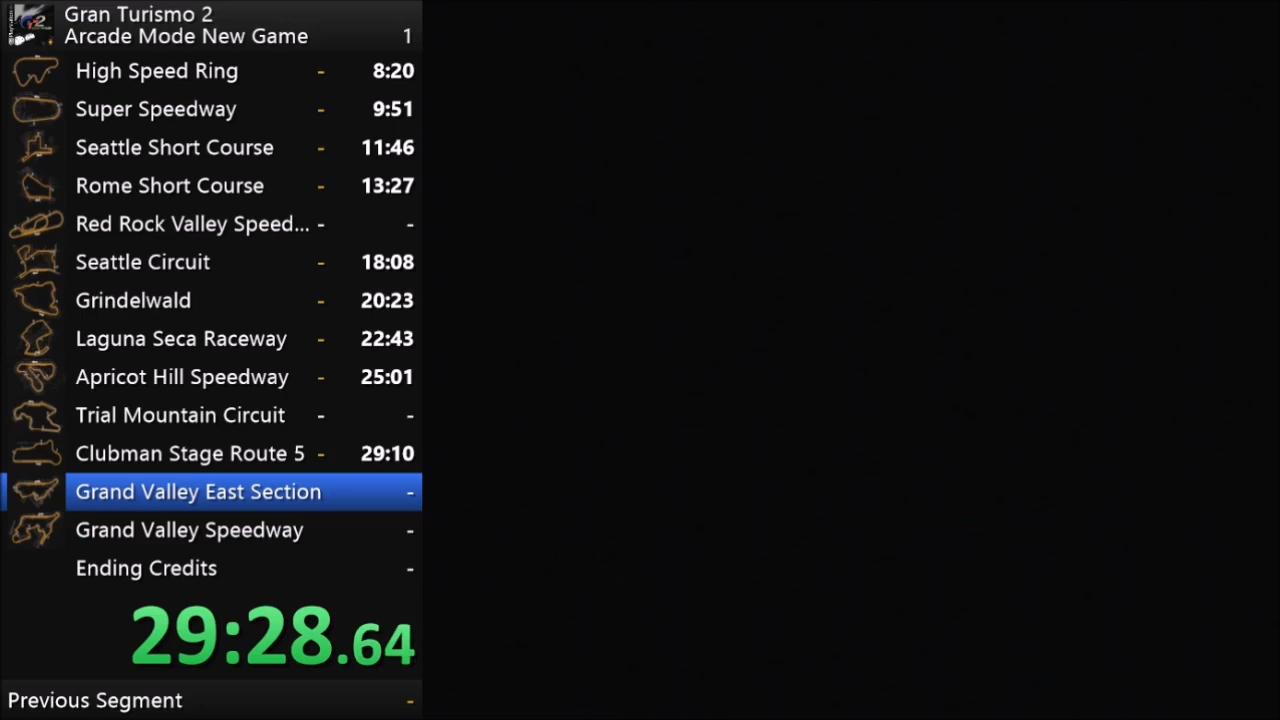 Gran Turismo 2
Arcade Mode New Game 1
High Speed Ring - 8:20
Super Speedway - 9:51
Seattle Short Course - 11:46
Rome Short Course - 13:27
Red Rock Valley Speed... - -
Seattle Circuit - 18:08
Grindelwald - 20:23
Laguna Seca Raceway - 22:43
Apricot Hill Speedway - 25:01
Trial Mountain Circuit - -
Clubman Stage Route 5 - 29:10
Grand Valley East Section -
Grand Valley Speedway -
Ending Credits -
29:28.64
Previous Segment -